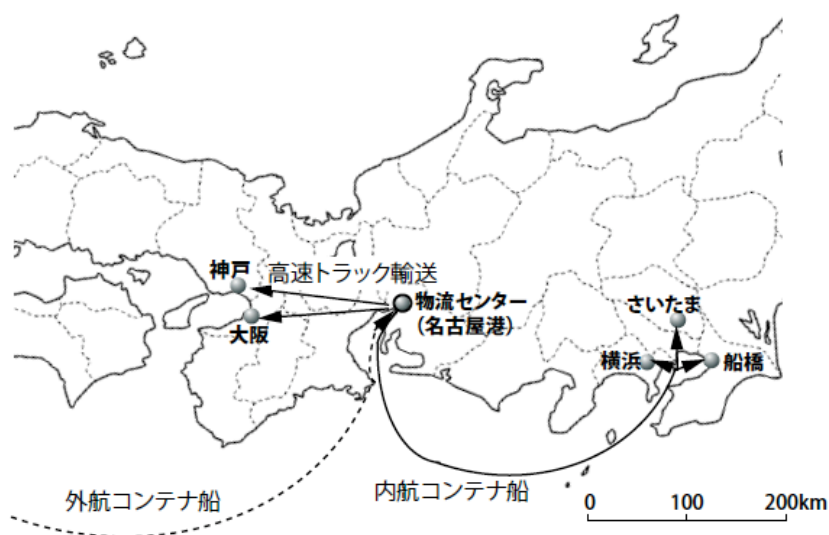 神戸
高速トラック輸送
大阪
物流センター
（名古屋港）
さいたま
横浜
船橋
外航コンテナ船
内航コンテナ船
0 100 200km